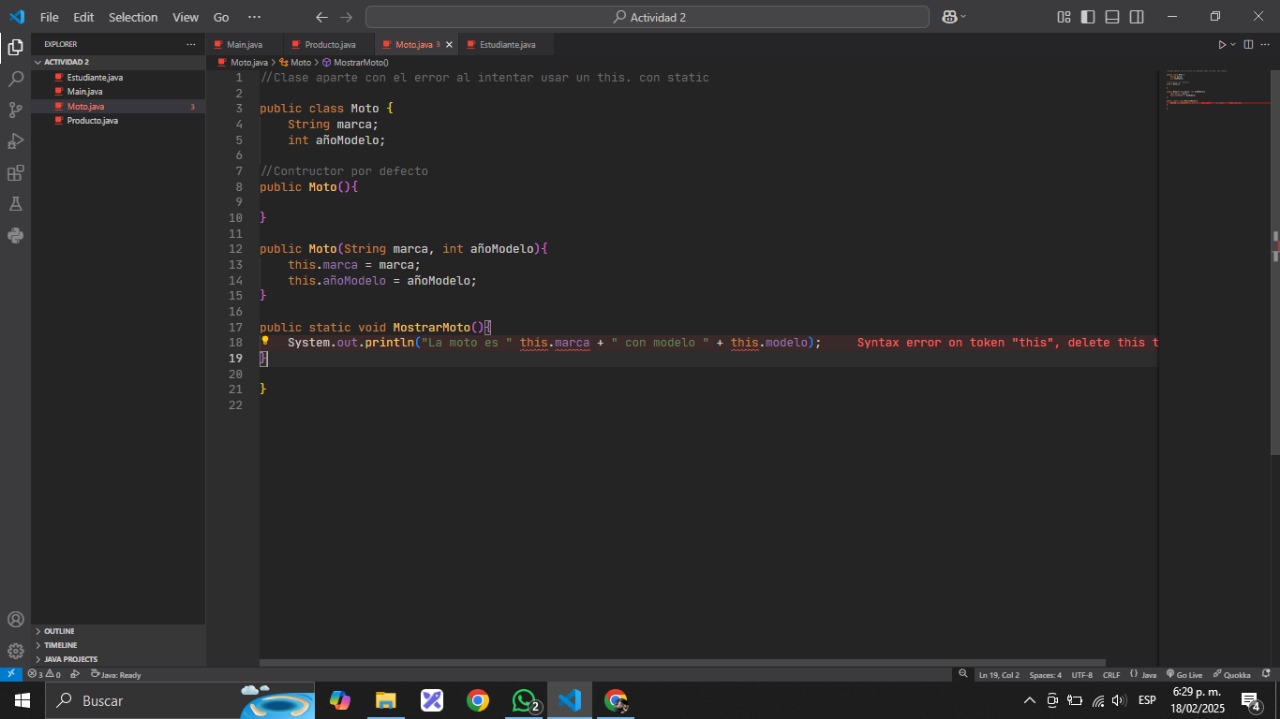 File Edit Selection View Go ··· Actividad 2
EXPLORER ···
Main.java Producto.java Moto.java 3 Estudiante.java
ACTIVIDAD 2
Estudiante.java
Main.java
Moto.java 3
Producto.java
Moto.java > Moto > MostrarMoto()
1 //Clase aparte con el error al intentar usar un this. con static
2
3 public class Moto {
4 String marca;
5 int añoModelo;
6
7 //Contructor por defecto
8 public Moto(){
9
10 }
11
12 public Moto(String marca, int añoModelo){
13 this.marca = marca;
14 this.añoModelo = añoModelo;
15 }
16
17 public static void MostrarMoto(){
18 System.out.println("La moto es " this.marca + " con modelo " + this.modelo); Syntax error on token "this", delete this t
19 }
20
21 }
22
OUTLINE
TIMELINE
JAVA PROJECTS
3 0 Java: Ready Ln 19, Col 2 Spaces: 4 UTF-8 CRLF {} Java Go Live Quokka
Buscar 2 ESP 6:29 p. m. 4
18/02/2025